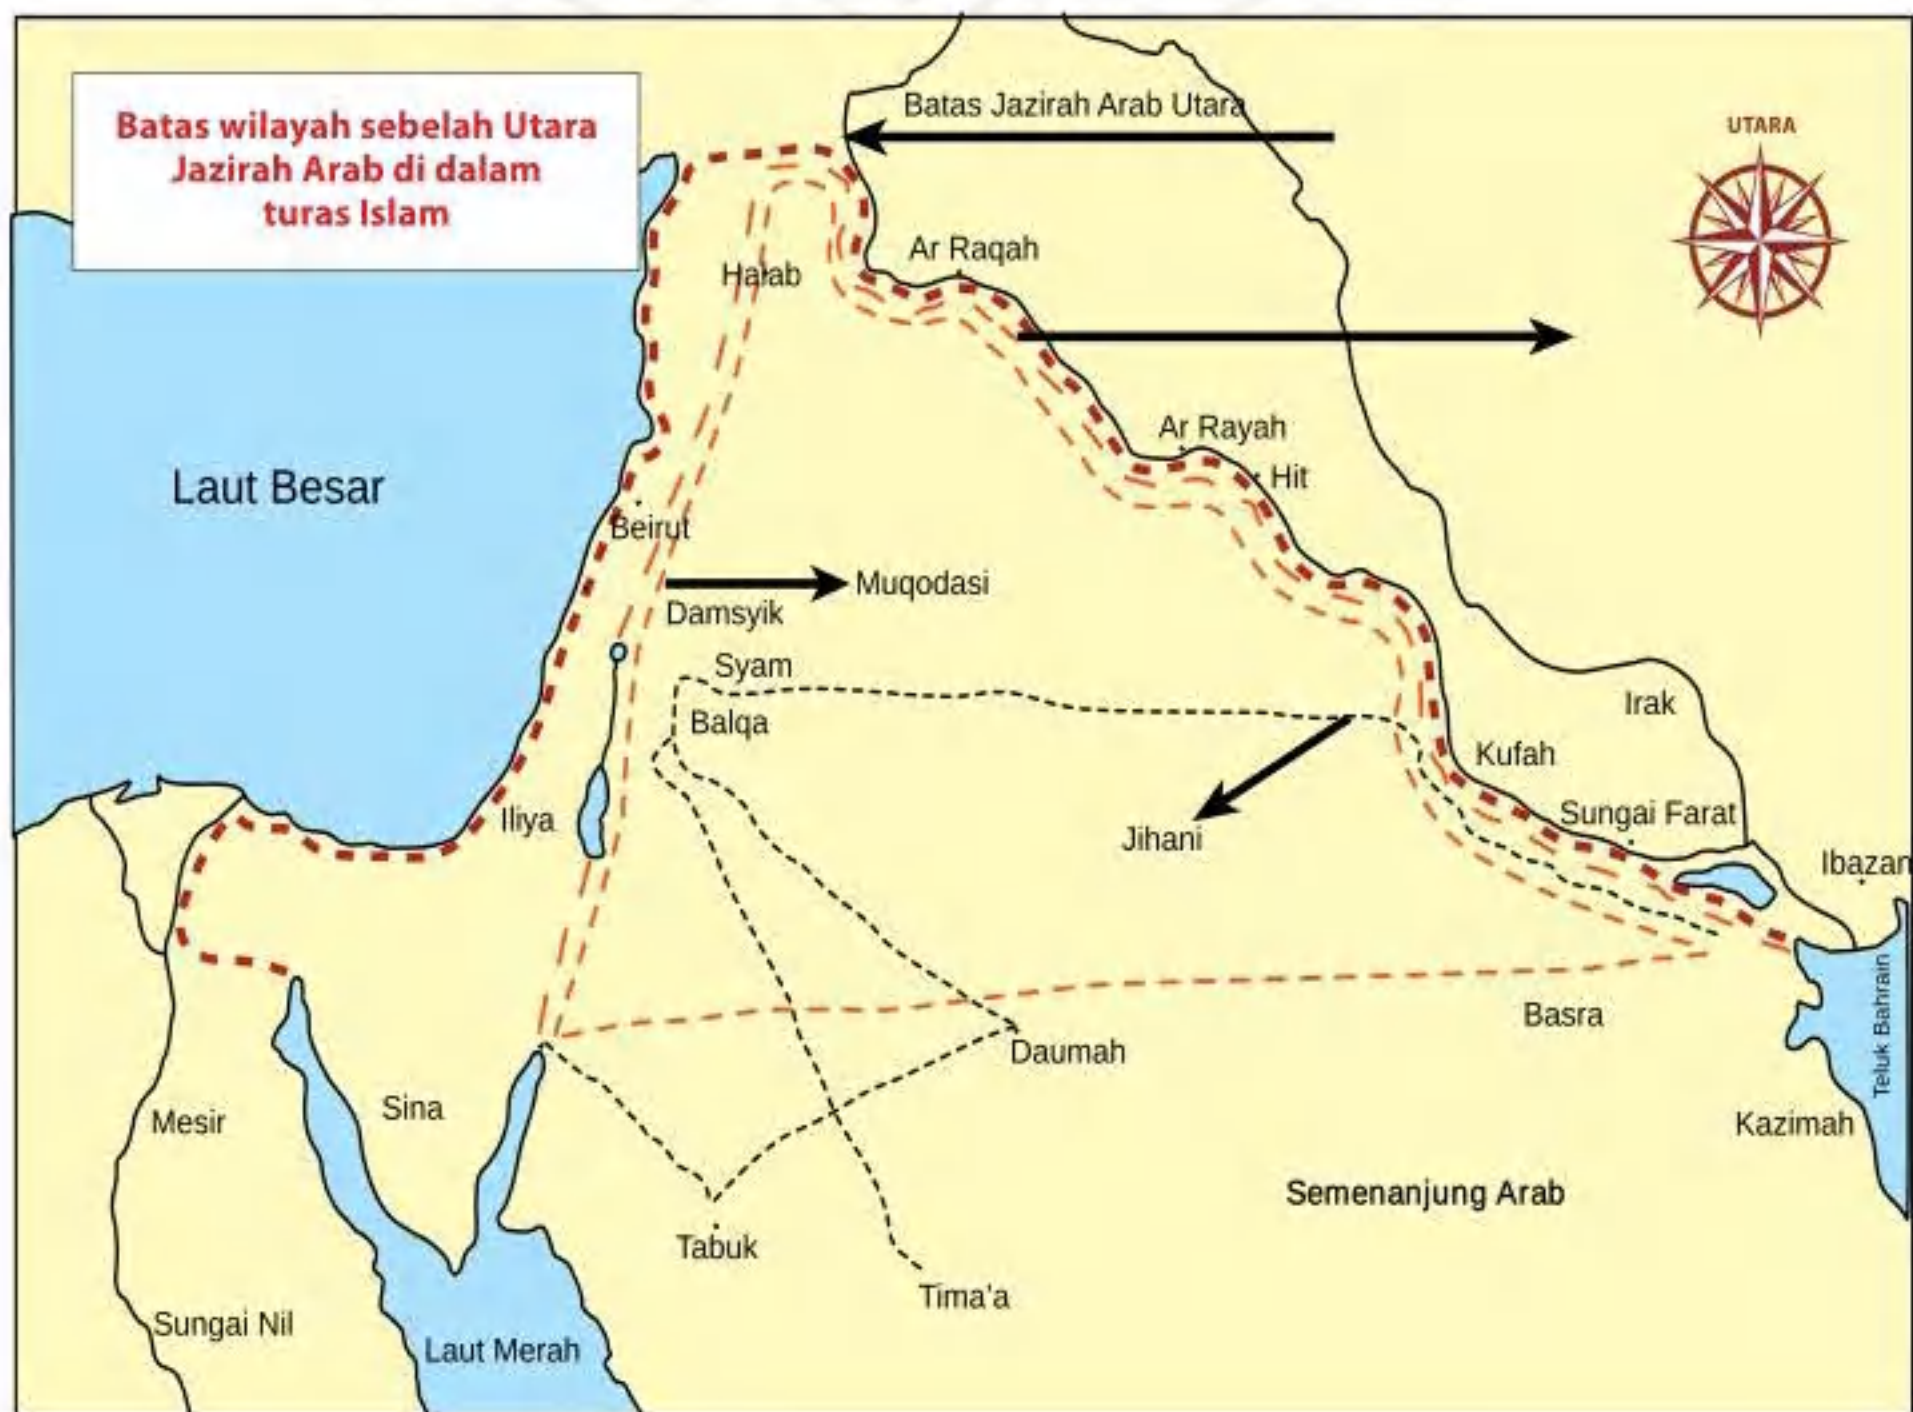 Batas wilayah sebelah Utara
Jazirah Arab di dalam
turas Islam
Batas Jazirah Arab Utara
UTARA
Ar Raqah
Halab
Ar Rayah
Hit
Laut Besar
Beirut
Muqodasi
Damsyik
Syam
Balqa
Irak
Kufah
Iliya
Sungai Farat
Jihani
Ibazan
Teluk Bahrain
Basra
Daumah
Mesir
Sina
Kazimah
Semenanjung Arab
Tabuk
Tima'a
Sungai Nil
Laut Merah